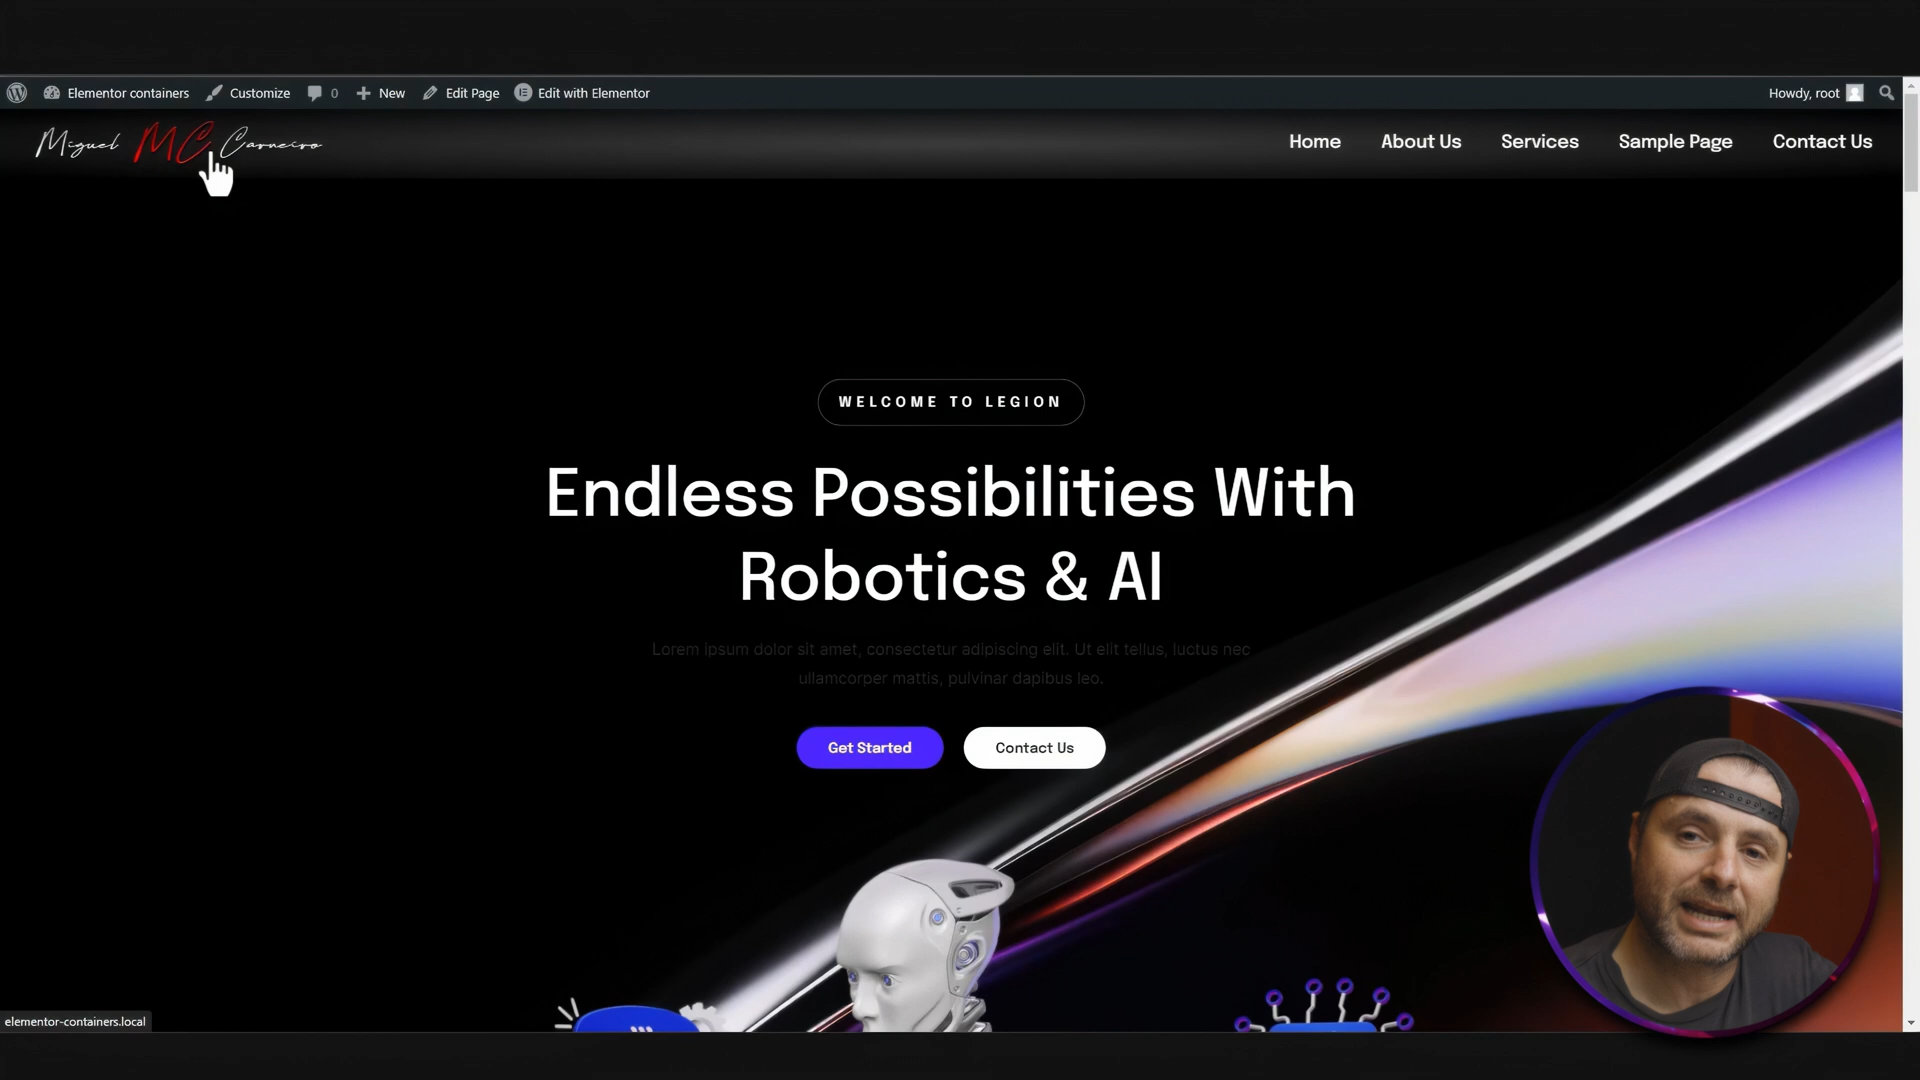 Elementor containers Customize 0 New Edit Page Edit with Elementor Howdy, root
Miguel MC Carneiro
Home About Us Services Sample Page Contact Us
WELCOME TO LEGION
Endless Possibilities With
Robotics & AI
Lorem ipsum dolor sit amet, consectetur adipiscing elit. Ut elit tellus, luctus nec
ullamcorper mattis, pulvinar dapibus leo.
Get Started Contact Us
elementor-containers.local